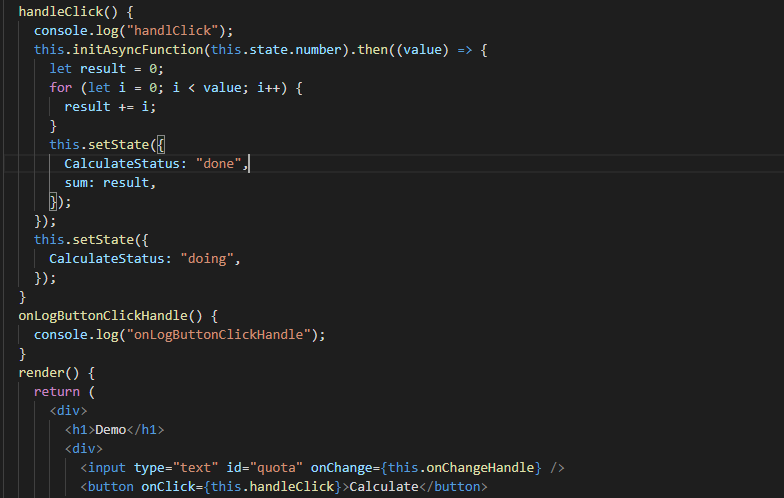 handleClick() {
console.log("handlClick");
this.initAsyncFunction(this.state.number).then((value) => {
let result = 0;
for (let i = 0; i < value; i++) {
result += i;
}
this.setState({
CalculateStatus: "done",
sum: result,
});
});
this.setState({
CalculateStatus: "doing",
});
}
onLogButtonClickHandle() {
console.log("onLogButtonClickHandle");
}
render() {
return (
<div>
<h1>Demo</h1>
<div>
<input type="text" id="quota" onChange={this.onChangeHandle} />
<button onClick={this.handleClick}>Calculate</button>